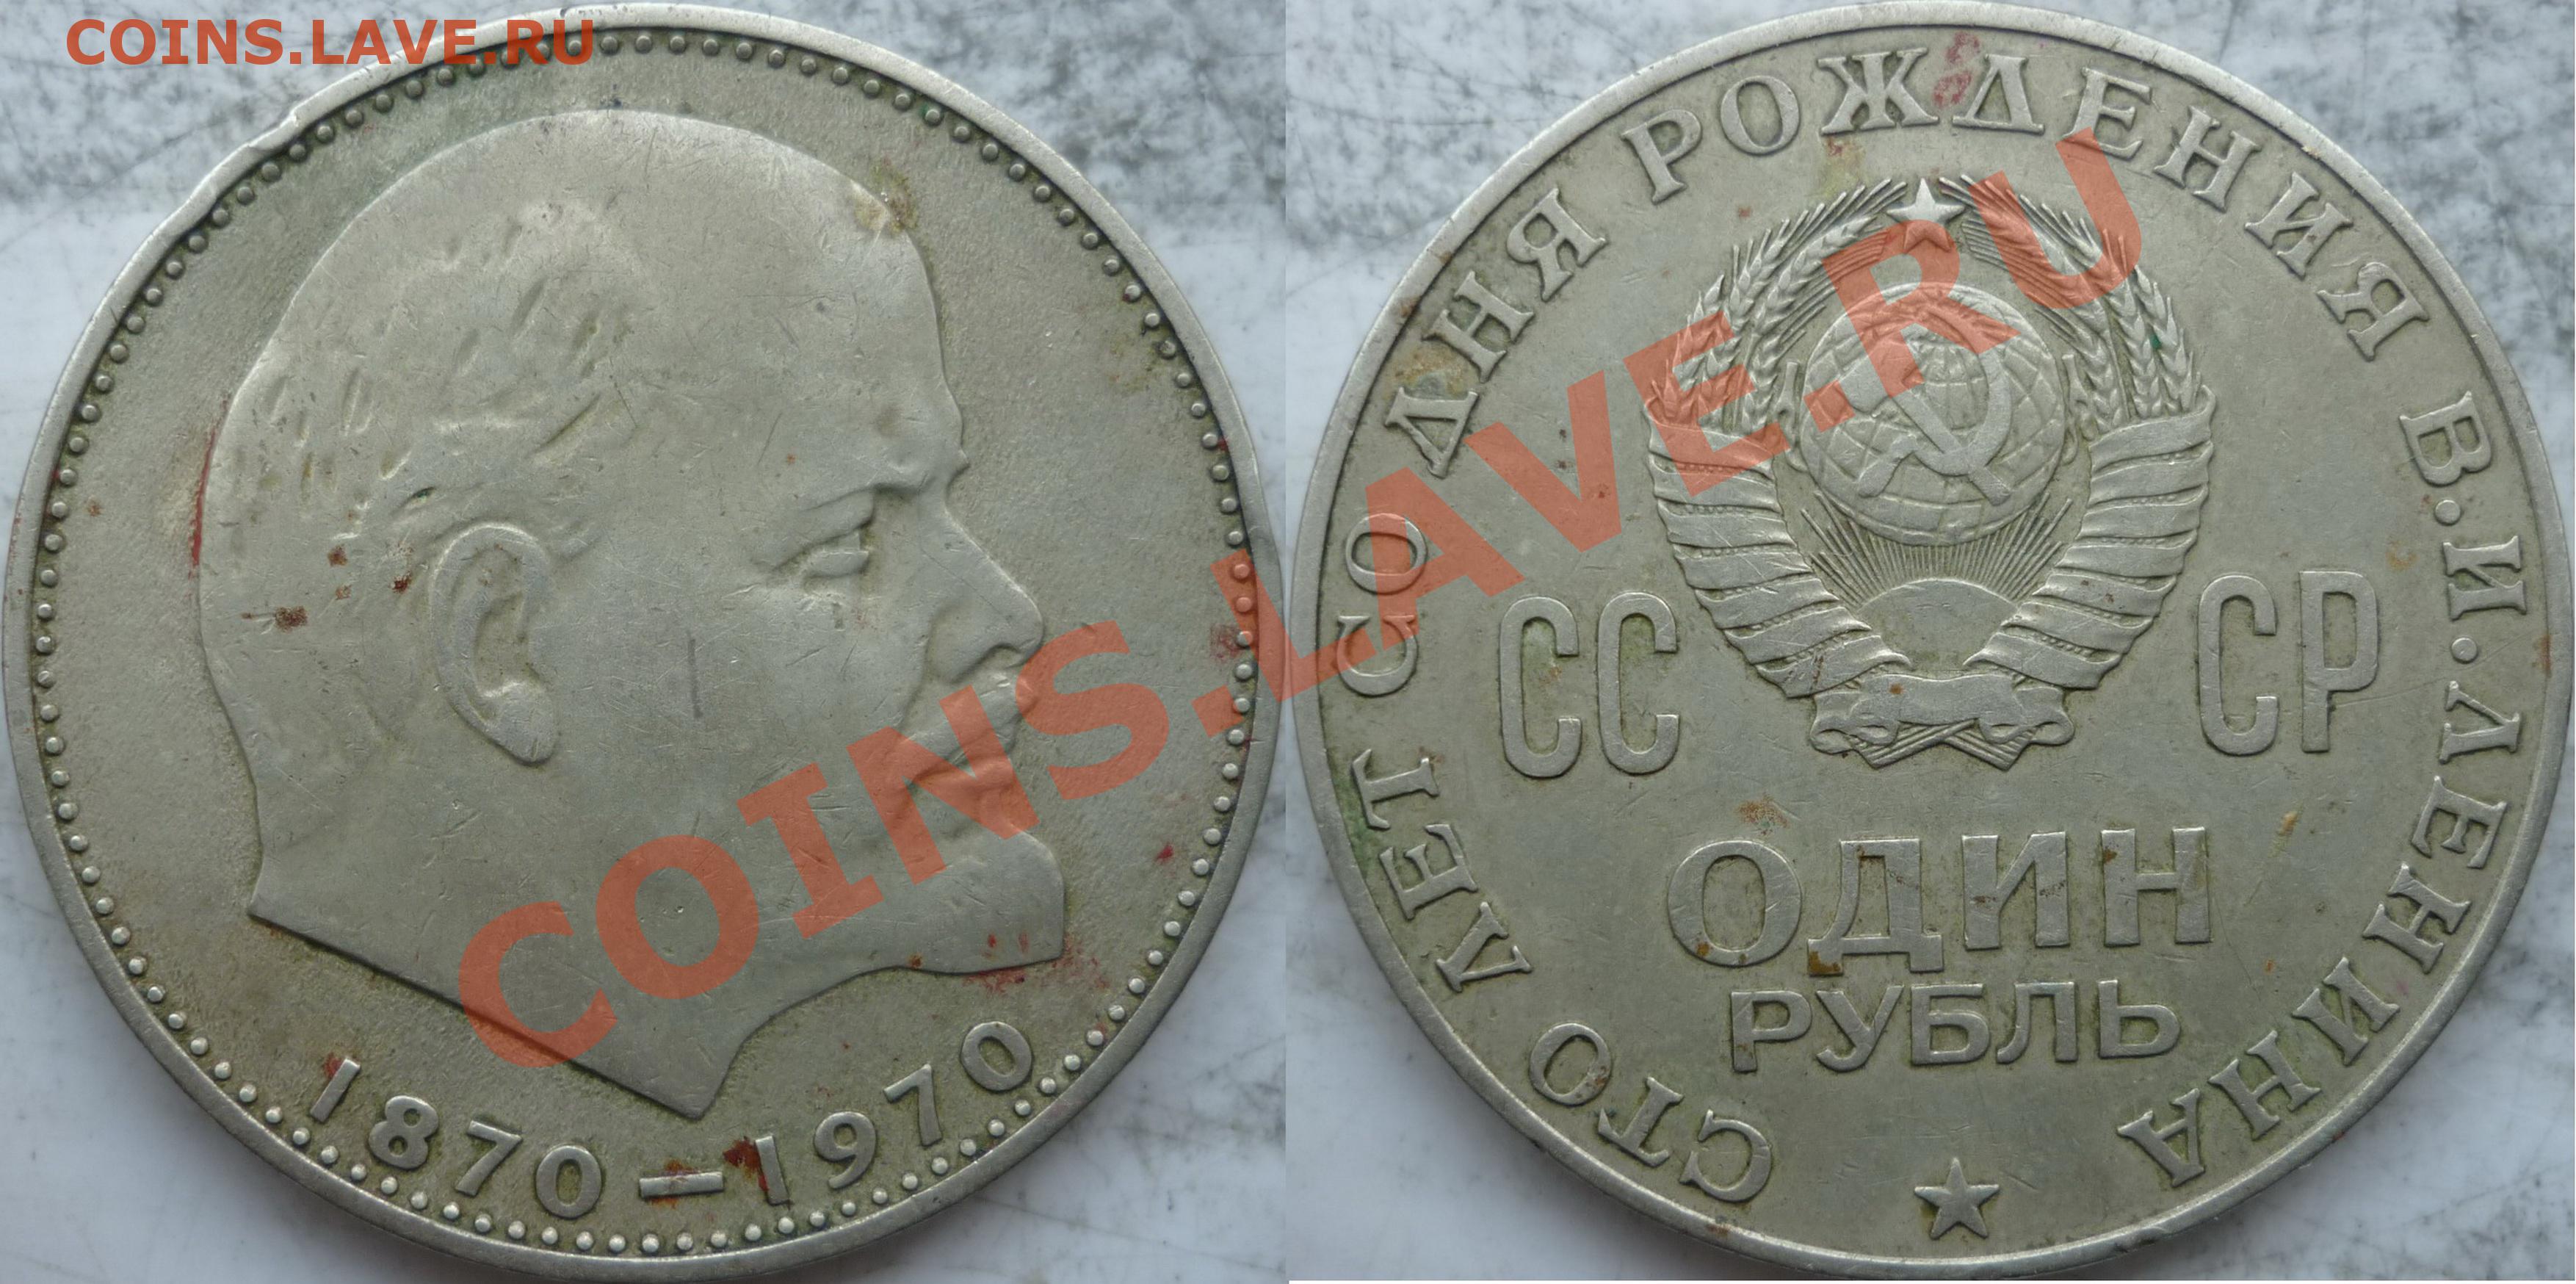 COINS.LAVE.RU
1870–1970
COINS.LAVE.RU
СТО ЛЕТ СО ДНЯ РОЖДЕНИЯ В.И.ЛЕНИНА
СС СР
ОДИН
РУБЛЬ